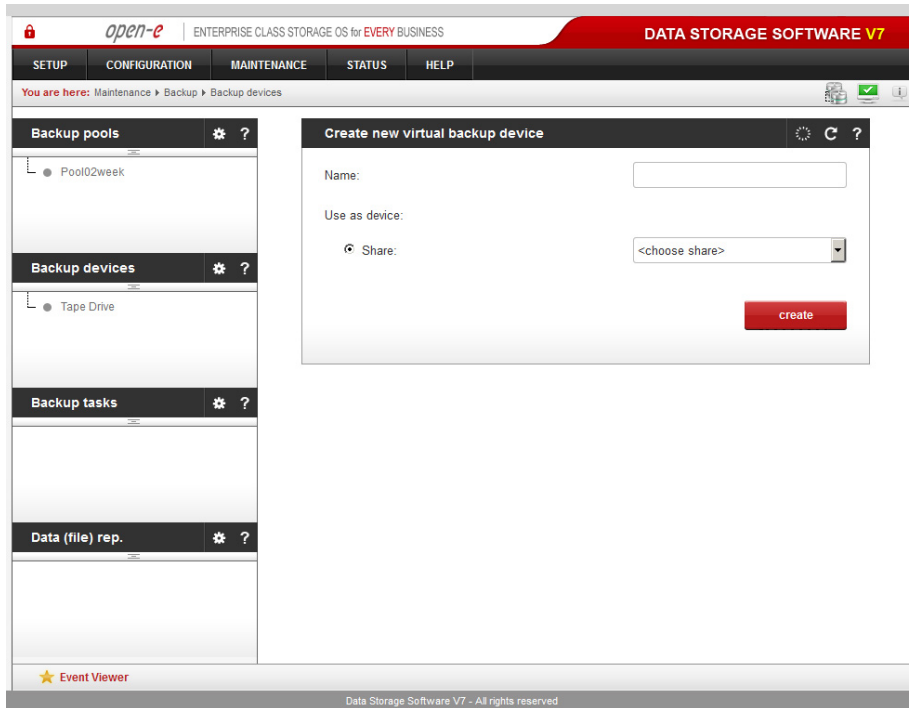 open-e ENTERPRISE CLASS STORAGE OS for EVERY BUSINESS DATA STORAGE SOFTWARE V7
SETUP CONFIGURATION MAINTENANCE STATUS HELP
You are here: Maintenance Backup Backup devices
Backup pools ?
Pool02week
Backup devices ?
Tape Drive
Backup tasks ?
Data (file) rep. ?
Create new virtual backup device ?
Name:
Use as device:
Share: <choose share>
create
Event Viewer
Data Storage Software V7 - All rights reserved